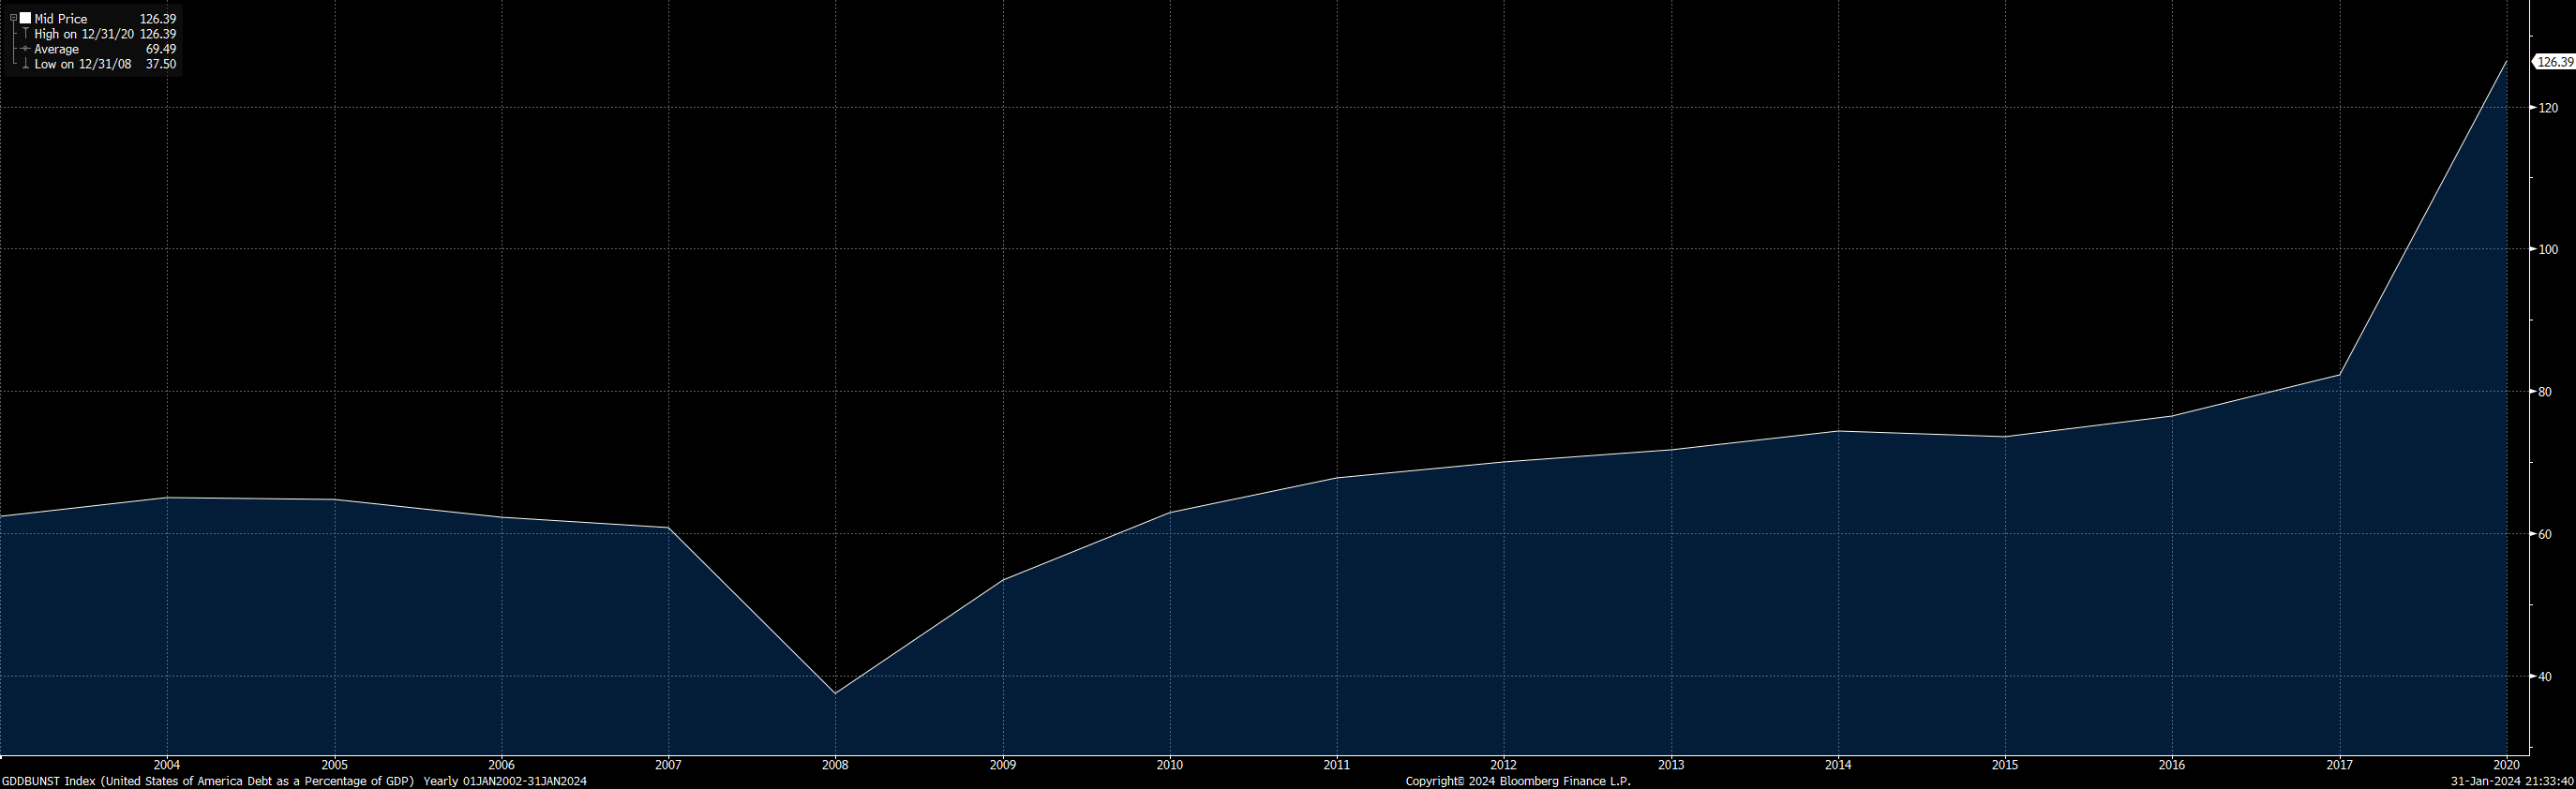 Mid Price 126.39
High on 12/31/20 126.39
Average 69.49
Low on 12/31/08 37.50
126.39
120
100
80
60
40
2004 2005 2006 2007 2008 2009 2010 2011 2012 2013 2014 2015 2016 2017 2020
GDDBUNST Index (United States of America Debt as a Percentage of GDP) Yearly 01JAN2002-31JAN2024 Copyright© 2024 Bloomberg Finance L.P. 31-Jan-2024 21:33:40